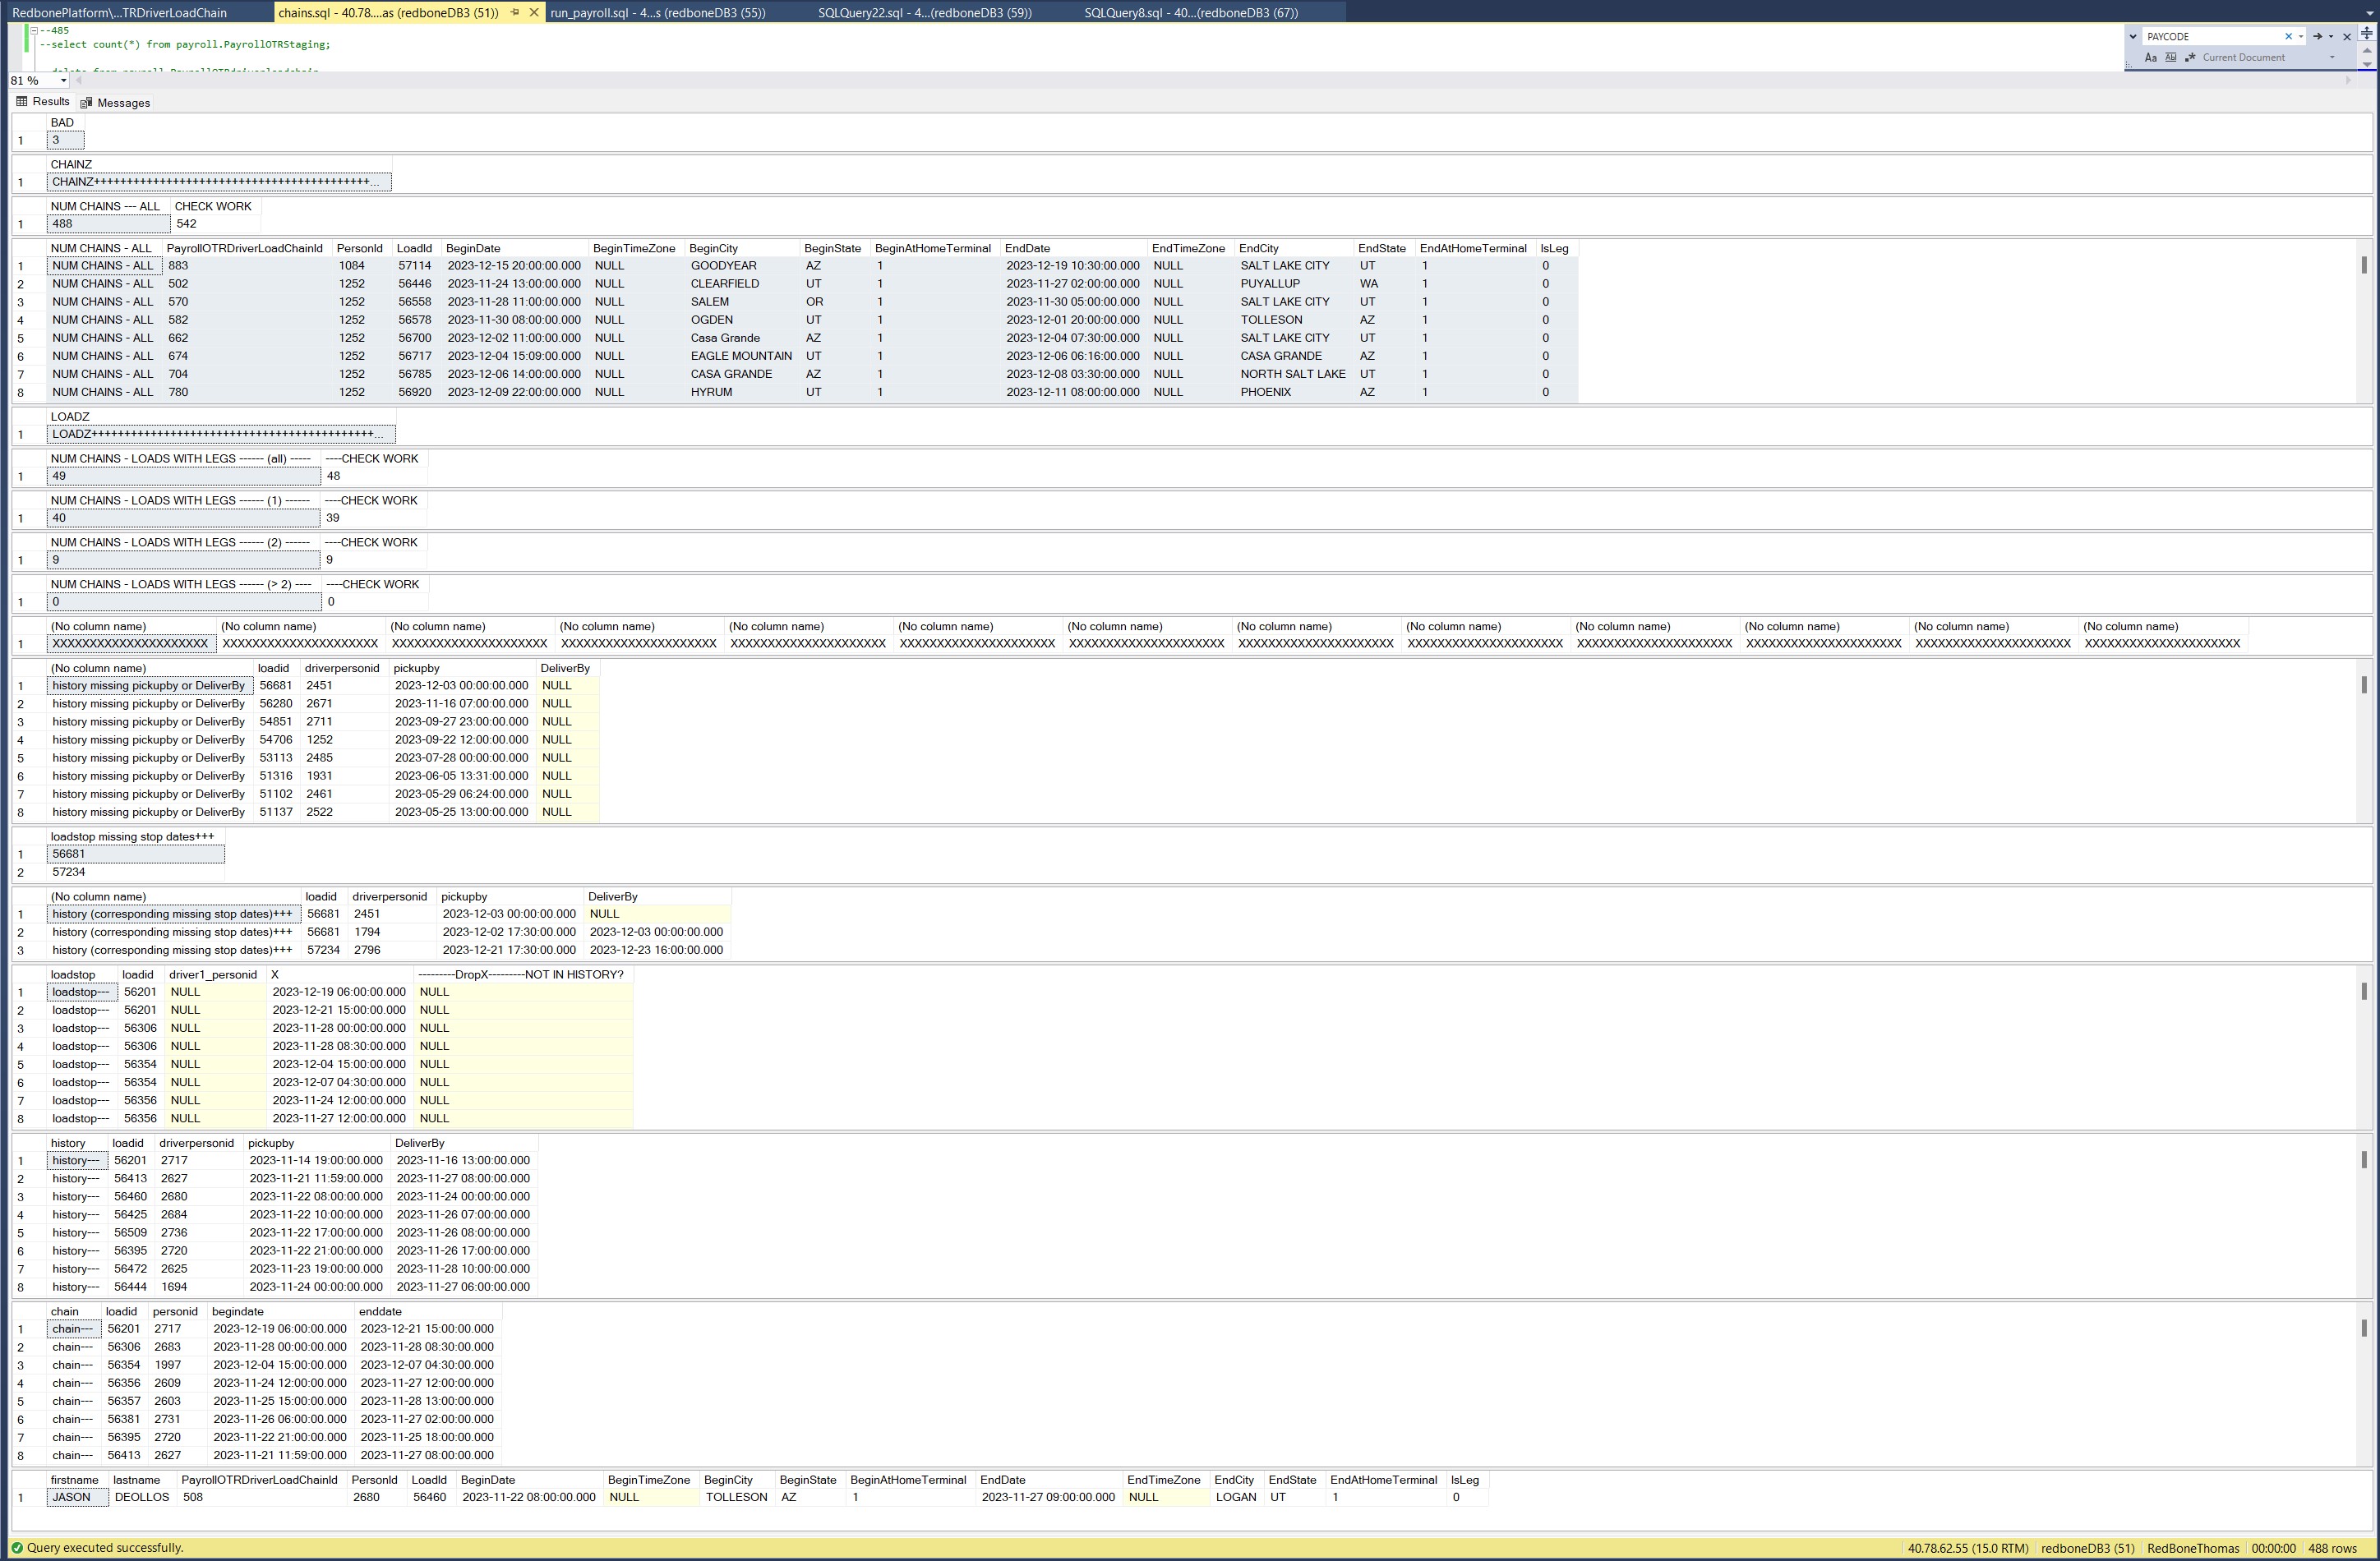 RedbonePlatform\...TRDriverLoadChain chains.sql - 40.78....as (redboneDB3 (51)) run_payroll.sql - 4...s (redboneDB3 (55)) SQLQuery22.sql - 4...(redboneDB3 (59)) SQLQuery8.sql - 40...(redboneDB3 (67))
--485
--select count(*) from payroll.PayrollOTRStaging;
PAYCODE
Aa Current Document
81 %
Results Messages
BAD
1 3
CHAINZ
1 CHAINZ++++++++++++++++++++++++++++++++++++++++++...
NUM CHAINS --- ALL CHECK WORK
1 488 542
NUM CHAINS - ALL PayrollOTRDriverLoadChainId PersonId LoadId BeginDate BeginTimeZone BeginCity BeginState BeginAtHomeTerminal EndDate EndTimeZone EndCity EndState EndAtHomeTerminal IsLeg
1 NUM CHAINS - ALL 883 1084 57114 2023-12-15 20:00:00.000 NULL GOODYEAR AZ 1 2023-12-19 10:30:00.000 NULL SALT LAKE CITY UT 1 0
2 NUM CHAINS - ALL 502 1252 56446 2023-11-24 13:00:00.000 NULL CLEARFIELD UT 1 2023-11-27 02:00:00.000 NULL PUYALLUP WA 1 0
3 NUM CHAINS - ALL 570 1252 56558 2023-11-28 11:00:00.000 NULL SALEM OR 1 2023-11-30 05:00:00.000 NULL SALT LAKE CITY UT 1 0
4 NUM CHAINS - ALL 582 1252 56578 2023-11-30 08:00:00.000 NULL OGDEN UT 1 2023-12-01 20:00:00.000 NULL TOLLESON AZ 1 0
5 NUM CHAINS - ALL 662 1252 56700 2023-12-02 11:00:00.000 NULL Casa Grande AZ 1 2023-12-04 07:30:00.000 NULL SALT LAKE CITY UT 1 0
6 NUM CHAINS - ALL 674 1252 56717 2023-12-04 15:09:00.000 NULL EAGLE MOUNTAIN UT 1 2023-12-06 06:16:00.000 NULL CASA GRANDE AZ 1 0
7 NUM CHAINS - ALL 704 1252 56785 2023-12-06 14:00:00.000 NULL CASA GRANDE AZ 1 2023-12-08 03:30:00.000 NULL NORTH SALT LAKE UT 1 0
8 NUM CHAINS - ALL 780 1252 56920 2023-12-09 22:00:00.000 NULL HYRUM UT 1 2023-12-11 08:00:00.000 NULL PHOENIX AZ 1 0
LOADZ
1 LOADZ+++++++++++++++++++++++++++++++++++++++++++...
NUM CHAINS - LOADS WITH LEGS ------ (all) ----- ----CHECK WORK
1 49 48
NUM CHAINS - LOADS WITH LEGS ------ (1) ------ ----CHECK WORK
1 40 39
NUM CHAINS - LOADS WITH LEGS ------ (2) ------ ----CHECK WORK
1 9 9
NUM CHAINS - LOADS WITH LEGS ------ (> 2) ---- ----CHECK WORK
1 0 0
(No column name) (No column name) (No column name) (No column name) (No column name) (No column name) (No column name) (No column name) (No column name) (No column name) (No column name) (No column name) (No column name)
1 XXXXXXXXXXXXXXXXXXXXX XXXXXXXXXXXXXXXXXXXXX XXXXXXXXXXXXXXXXXXXXX XXXXXXXXXXXXXXXXXXXXX XXXXXXXXXXXXXXXXXXXXX XXXXXXXXXXXXXXXXXXXXX XXXXXXXXXXXXXXXXXXXXX XXXXXXXXXXXXXXXXXXXXX XXXXXXXXXXXXXXXXXXXXX XXXXXXXXXXXXXXXXXXXXX XXXXXXXXXXXXXXXXXXXXX XXXXXXXXXXXXXXXXXXXXX XXXXXXXXXXXXXXXXXXXXX
(No column name) loadid driverpersonid pickupby DeliverBy
1 history missing pickupby or DeliverBy 56681 2451 2023-12-03 00:00:00.000 NULL
2 history missing pickupby or DeliverBy 56280 2671 2023-11-16 07:00:00.000 NULL
3 history missing pickupby or DeliverBy 54851 2711 2023-09-27 23:00:00.000 NULL
4 history missing pickupby or DeliverBy 54706 1252 2023-09-22 12:00:00.000 NULL
5 history missing pickupby or DeliverBy 53113 2485 2023-07-28 00:00:00.000 NULL
6 history missing pickupby or DeliverBy 51316 1931 2023-06-05 13:31:00.000 NULL
7 history missing pickupby or DeliverBy 51102 2461 2023-05-29 06:24:00.000 NULL
8 history missing pickupby or DeliverBy 51137 2522 2023-05-25 13:00:00.000 NULL
loadstop missing stop dates+++
1 56681
2 57234
(No column name) loadid driverpersonid pickupby DeliverBy
1 history (corresponding missing stop dates)+++ 56681 2451 2023-12-03 00:00:00.000 NULL
2 history (corresponding missing stop dates)+++ 56681 1794 2023-12-02 17:30:00.000 2023-12-03 00:00:00.000
3 history (corresponding missing stop dates)+++ 57234 2796 2023-12-21 17:30:00.000 2023-12-23 16:00:00.000
loadstop loadid driver1_personid X ---------DropX---------NOT IN HISTORY?
1 loadstop--- 56201 NULL 2023-12-19 06:00:00.000 NULL
2 loadstop--- 56201 NULL 2023-12-21 15:00:00.000 NULL
3 loadstop--- 56306 NULL 2023-11-28 00:00:00.000 NULL
4 loadstop--- 56306 NULL 2023-11-28 08:30:00.000 NULL
5 loadstop--- 56354 NULL 2023-12-04 15:00:00.000 NULL
6 loadstop--- 56354 NULL 2023-12-07 04:30:00.000 NULL
7 loadstop--- 56356 NULL 2023-11-24 12:00:00.000 NULL
8 loadstop--- 56356 NULL 2023-11-27 12:00:00.000 NULL
history loadid driverpersonid pickupby DeliverBy
1 history--- 56201 2717 2023-11-14 19:00:00.000 2023-11-16 13:00:00.000
2 history--- 56413 2627 2023-11-21 11:59:00.000 2023-11-27 08:00:00.000
3 history--- 56460 2680 2023-11-22 08:00:00.000 2023-11-24 00:00:00.000
4 history--- 56425 2684 2023-11-22 10:00:00.000 2023-11-26 07:00:00.000
5 history--- 56509 2736 2023-11-22 17:00:00.000 2023-11-26 08:00:00.000
6 history--- 56395 2720 2023-11-22 21:00:00.000 2023-11-26 17:00:00.000
7 history--- 56472 2625 2023-11-23 19:00:00.000 2023-11-28 10:00:00.000
8 history--- 56444 1694 2023-11-24 00:00:00.000 2023-11-27 06:00:00.000
chain loadid personid begindate enddate
1 chain--- 56201 2717 2023-12-19 06:00:00.000 2023-12-21 15:00:00.000
2 chain--- 56306 2683 2023-11-28 00:00:00.000 2023-11-28 08:30:00.000
3 chain--- 56354 1997 2023-12-04 15:00:00.000 2023-12-07 04:30:00.000
4 chain--- 56356 2609 2023-11-24 12:00:00.000 2023-11-27 12:00:00.000
5 chain--- 56357 2603 2023-11-25 15:00:00.000 2023-11-28 13:00:00.000
6 chain--- 56381 2731 2023-11-26 06:00:00.000 2023-11-27 02:00:00.000
7 chain--- 56395 2720 2023-11-22 21:00:00.000 2023-11-25 18:00:00.000
8 chain--- 56413 2627 2023-11-21 11:59:00.000 2023-11-27 08:00:00.000
firstname lastname PayrollOTRDriverLoadChainId PersonId LoadId BeginDate BeginTimeZone BeginCity BeginState BeginAtHomeTerminal EndDate EndTimeZone EndCity EndState EndAtHomeTerminal IsLeg
1 JASON DEOLLOS 508 2680 56460 2023-11-22 08:00:00.000 NULL TOLLESON AZ 1 2023-11-27 09:00:00.000 NULL LOGAN UT 1 0
Query executed successfully. 40.78.62.55 (15.0 RTM) redboneDB3 (51) RedBoneThomas 00:00:00 488 rows